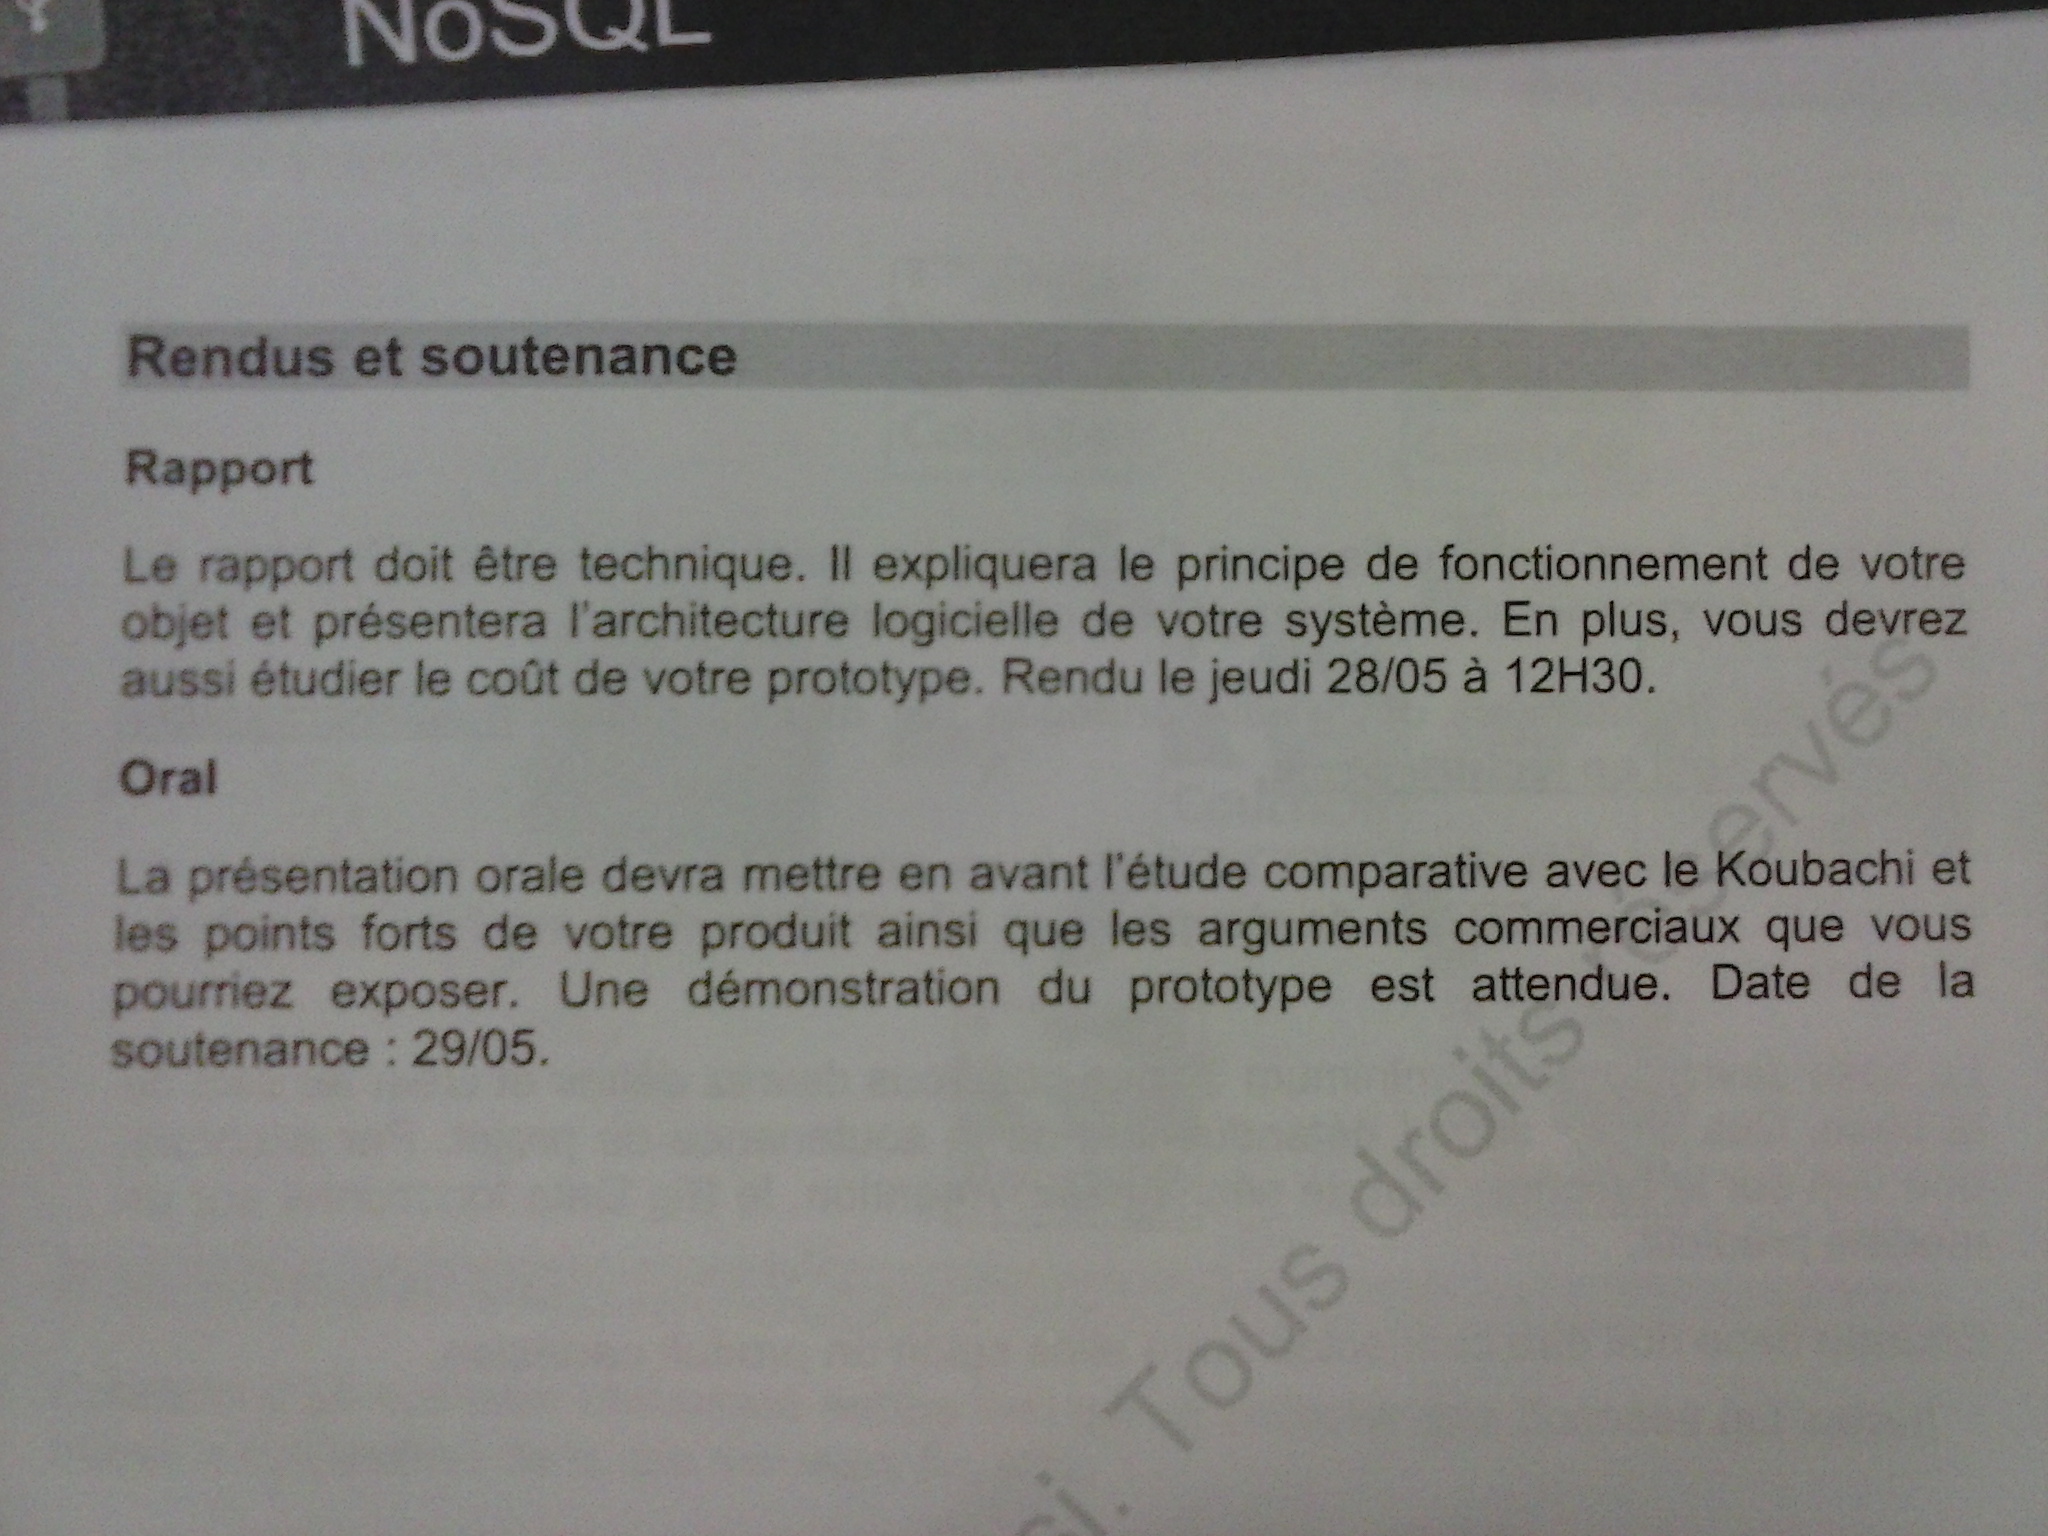 NoSQL
Rendus et soutenance
Rapport
Le rapport doit être technique. Il expliquera le principe de fonctionnement de votre
objet et présentera l'architecture logicielle de votre système. En plus, vous devrez
aussi étudier le coût de votre prototype. Rendu le jeudi 28/05 à 12H30.
Oral
La présentation orale devra mettre en avant l'étude comparative avec le Koubachi et
les points forts de votre produit ainsi que les arguments commerciaux que vous
pourriez exposer. Une démonstration du prototype est attendue. Date de la
soutenance : 29/05.
si. Tous droits réservés